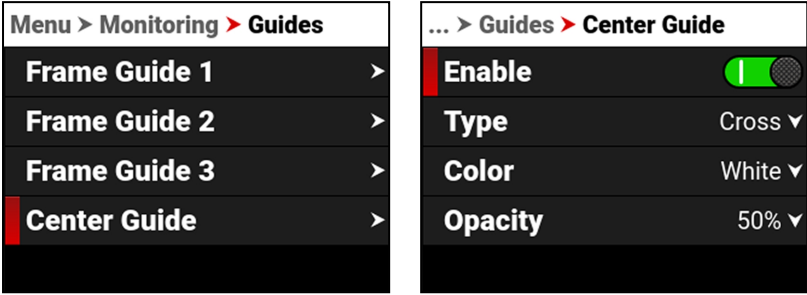 Menu > Monitoring > Guides
Frame Guide 1
Frame Guide 2
Frame Guide 3
Center Guide
... > Guides > Center Guide
Enable
Type Cross
Color White
Opacity 50%